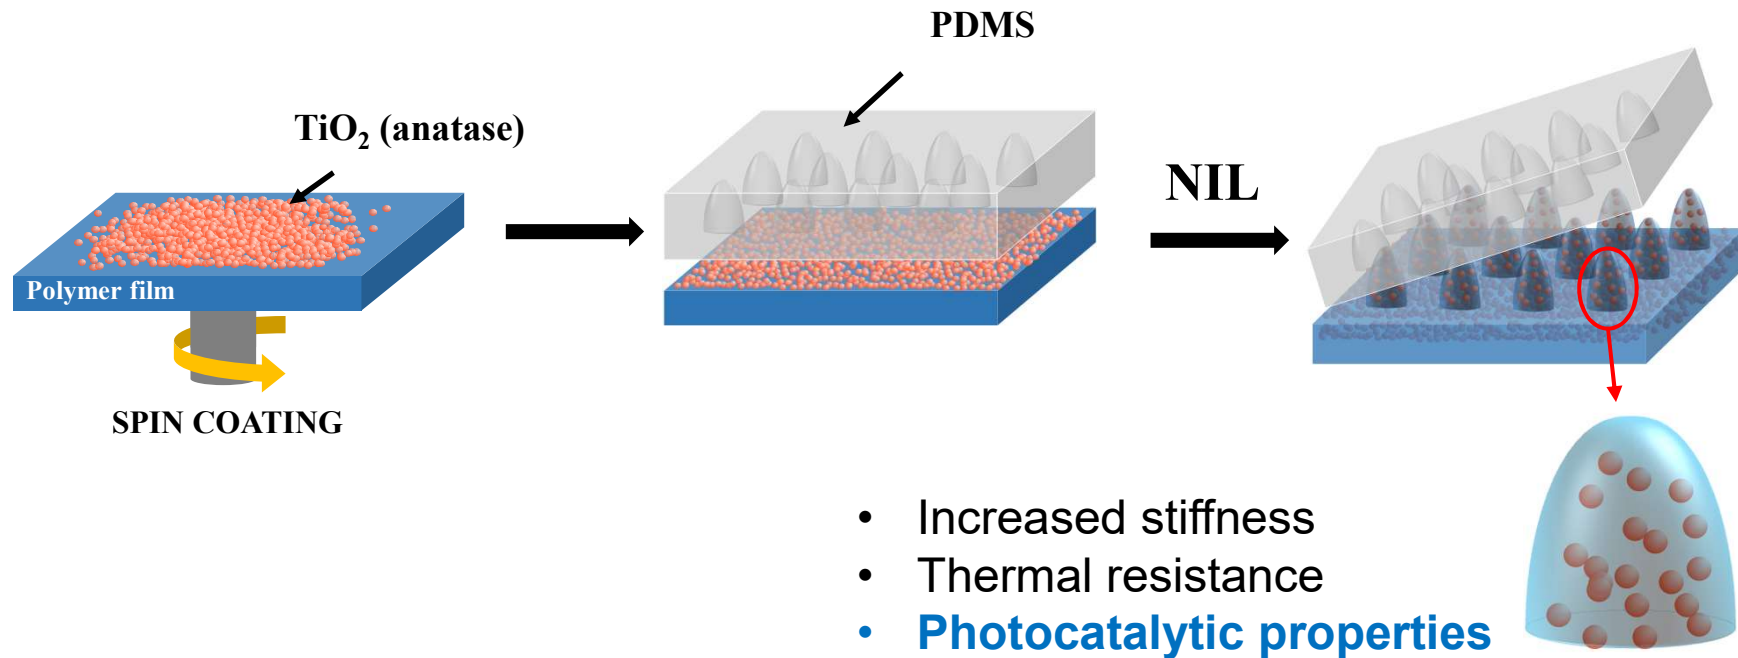 PDMS
TiO₂ (anatase)
NIL
Polymer film
SPIN COATING
• Increased stiffness
• Thermal resistance
• Photocatalytic properties